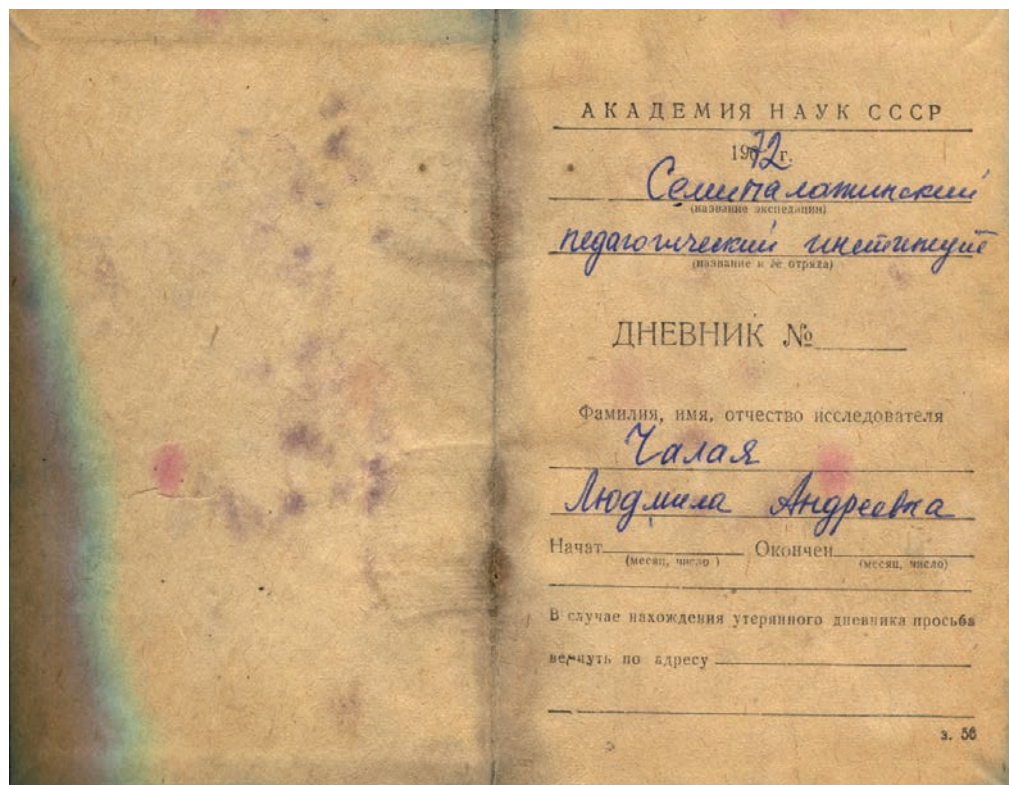 АКАДЕМИЯ НАУК СССР
1972 г.
Семипалатинский
(название экспедиции)
педагогический институт
(название и № отряда)
ДНЕВНИК №
Фамилия, имя, отчество исследователя
Чалая
Людмила Андреевна
Начат Окончен
(месяц, число) (месяц, число)
В случае нахождения утерянного дневника просьба
вернуть по адресу
з. 56